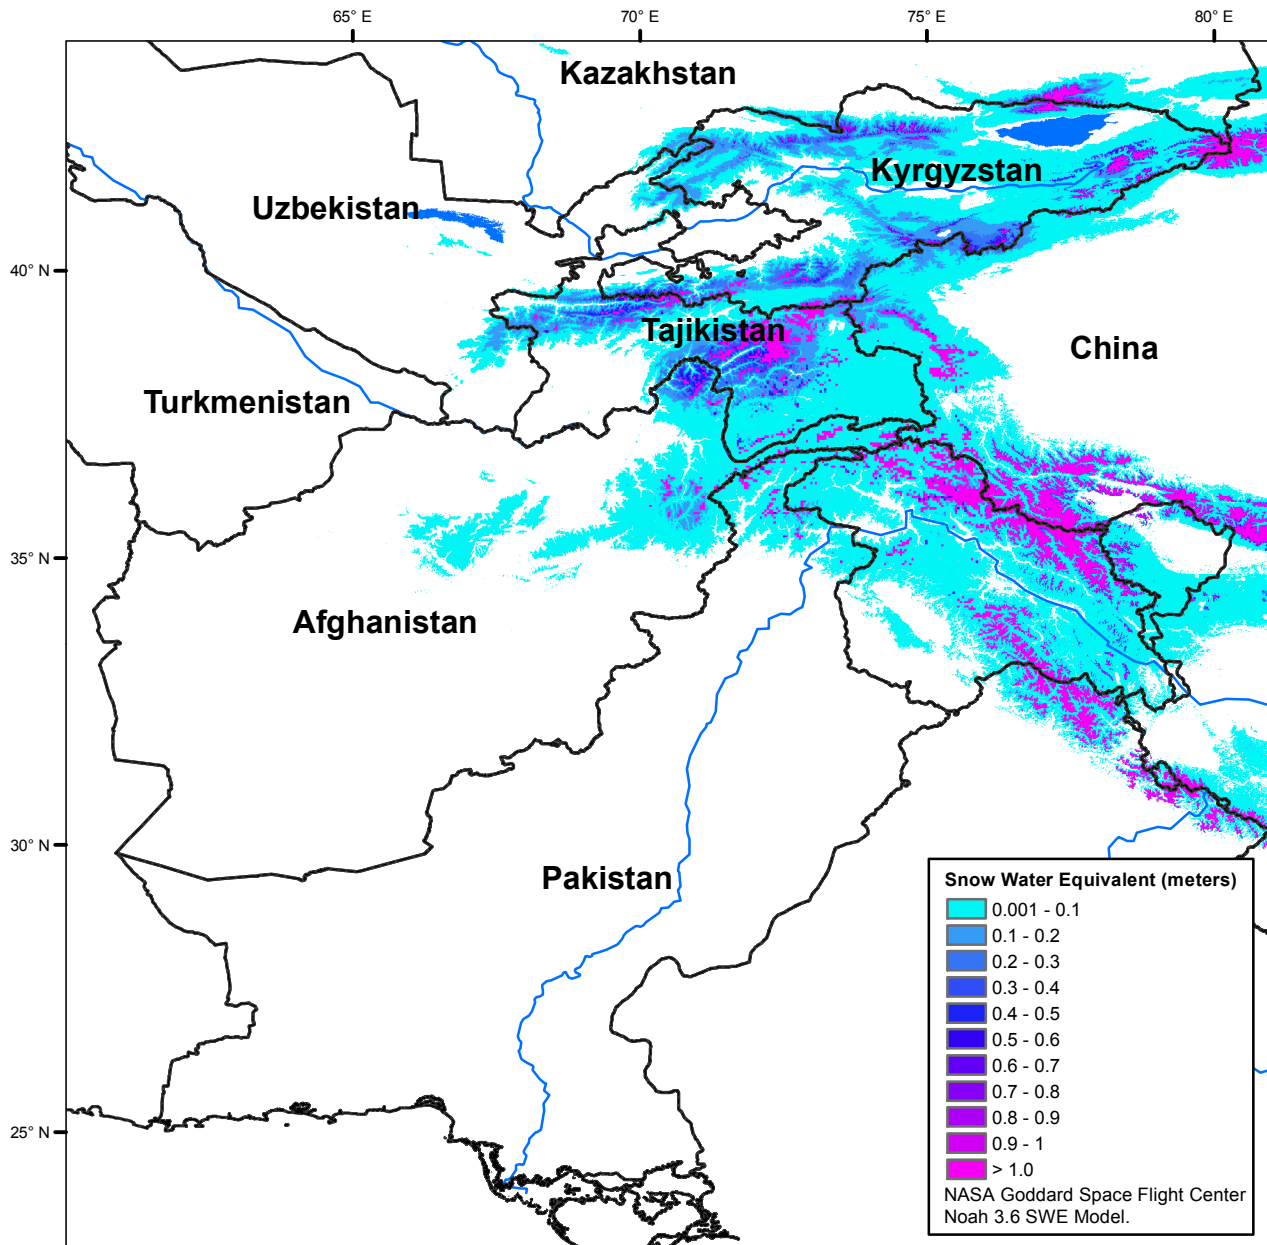 65° E
70° E
75° E
80° E
Kazakhstan
Kyrgyzstan
Uzbekistan
40° N
Tajikistan
China
Turkmenistan
35° N
Afghanistan
30° N
Pakistan
25° N
Snow Water Equivalent (meters)
0.001 - 0.1
0.1 - 0.2
0.2 - 0.3
0.3 - 0.4
0.4 - 0.5
0.5 - 0.6
0.6 - 0.7
0.7 - 0.8
0.8 - 0.9
0.9 - 1
> 1.0
NASA Goddard Space Flight Center
Noah 3.6 SWE Model.